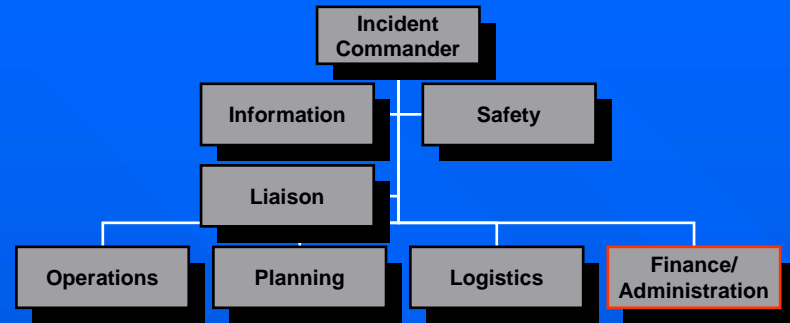 Incident
Commander
Information
Safety
Liaison
Operations
Planning
Logistics
Finance/
Administration